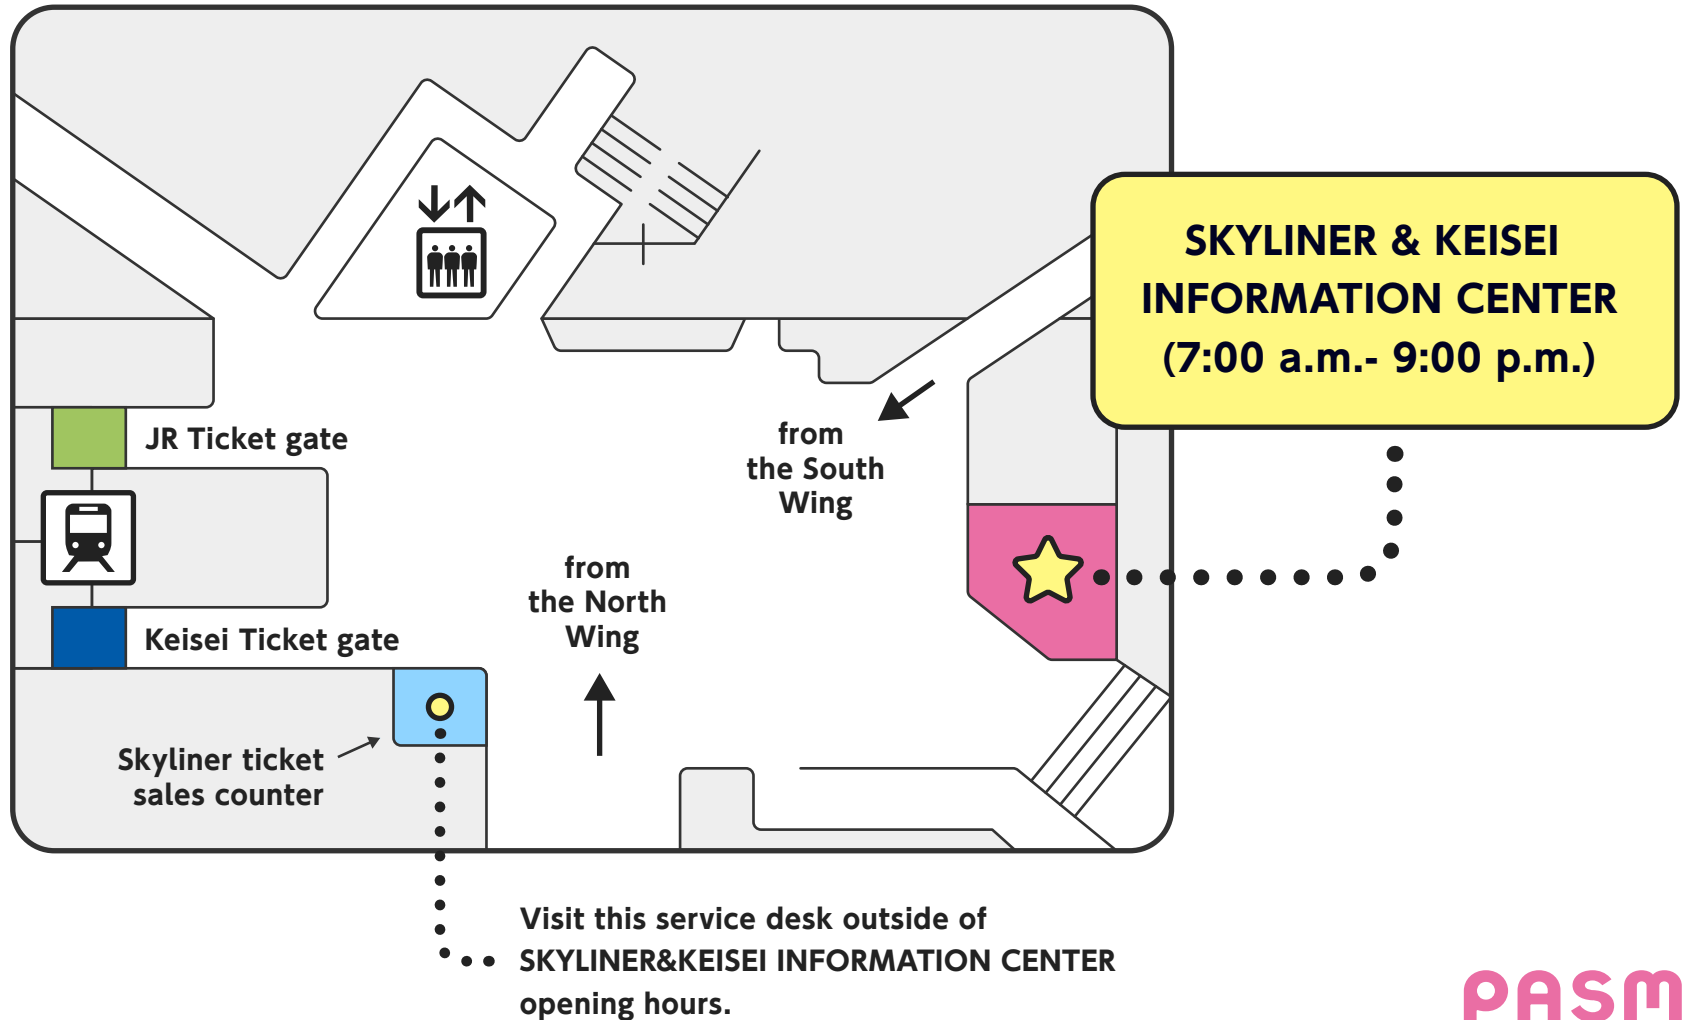 SKYLINER & KEISEI
INFORMATION CENTER
(7:00 a.m.- 9:00 p.m.)
JR Ticket gate
from
the South
Wing
from
the North
Wing
Keisei Ticket gate
Skyliner ticket
sales counter
Visit this service desk outside of
SKYLINER&KEISEI INFORMATION CENTER
opening hours.
PASM